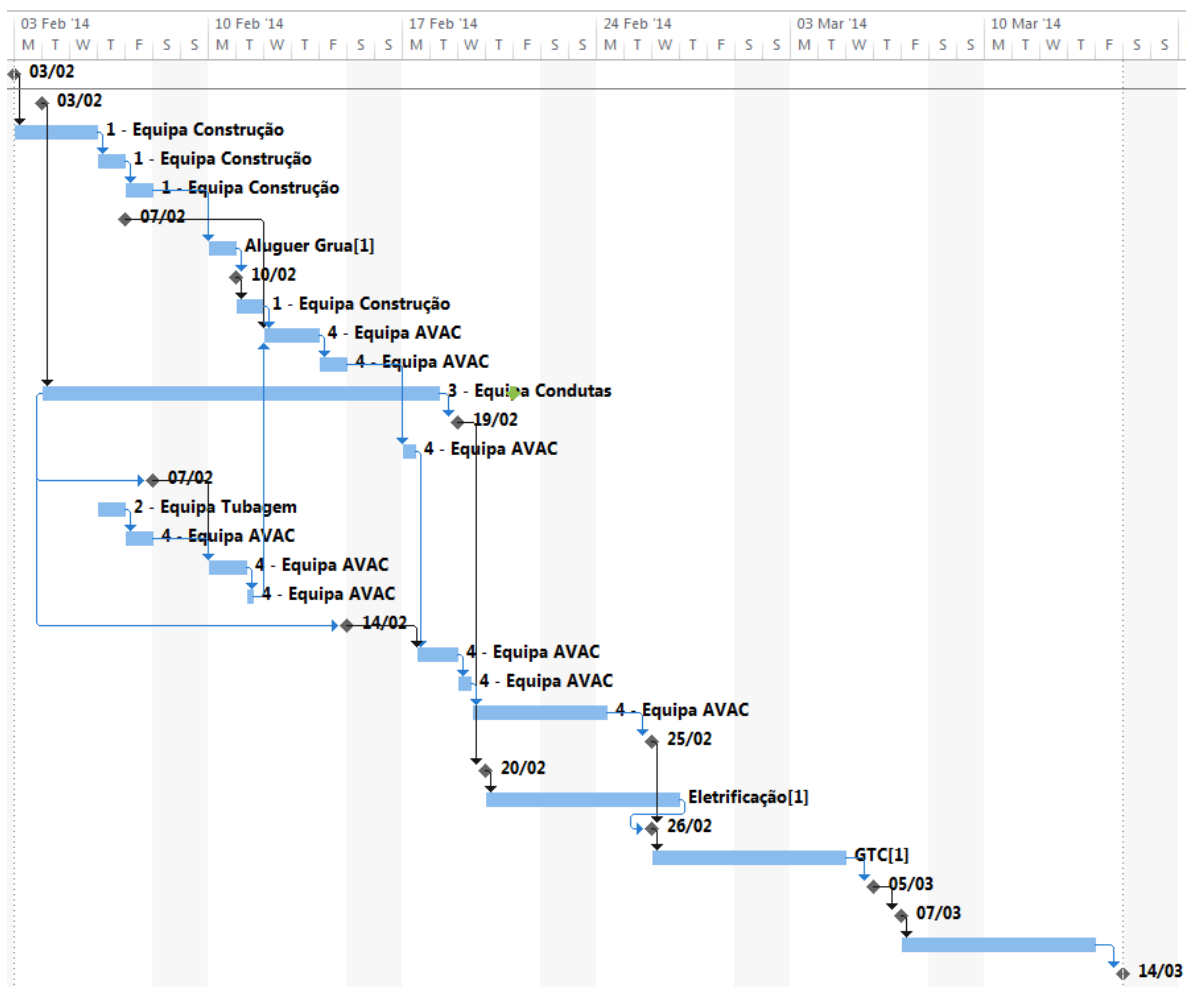 03 Feb '14 10 Feb '14 17 Feb '14 24 Feb '14 03 Mar '14 10 Mar '14
M T W T F S S M T W T F S S M T W T F S S M T W T F S S M T W T F S S M T W T F S S
03/02
03/02
1 - Equipa Construção
1 - Equipa Construção
1 - Equipa Construção
07/02
Aluguer Grua[1]
10/02
1 - Equipa Construção
4 - Equipa AVAC
4 - Equipa AVAC
3 - Equipa Condutas
19/02
4 - Equipa AVAC
07/02
2 - Equipa Tubagem
4 - Equipa AVAC
4 - Equipa AVAC
4 - Equipa AVAC
14/02
4 - Equipa AVAC
4 - Equipa AVAC
4 - Equipa AVAC
25/02
20/02
Eletrificação[1]
26/02
GTC[1]
05/03
07/03
14/03